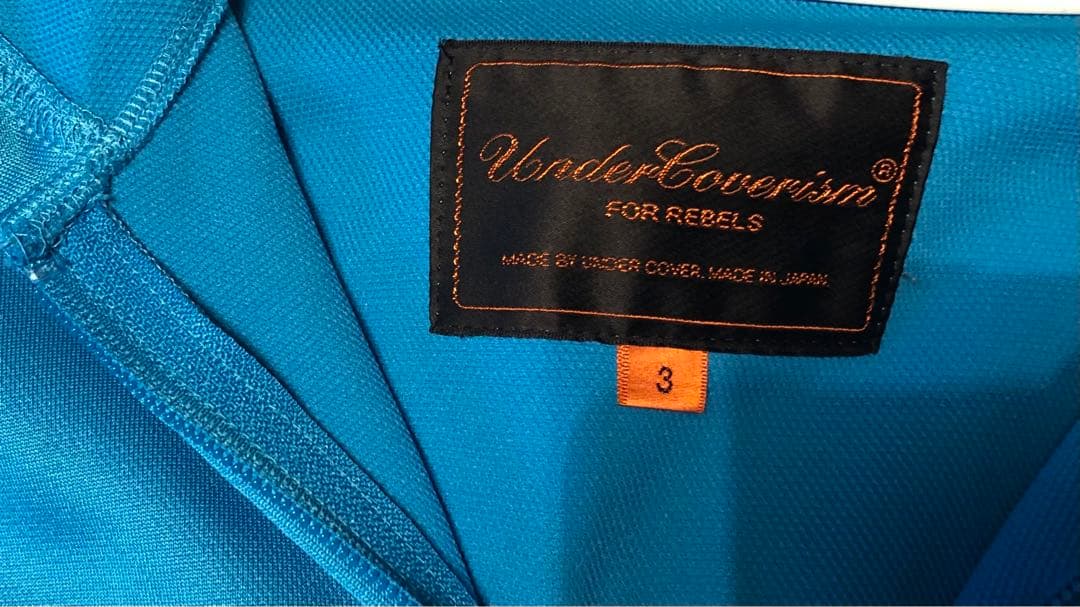 UnderCoverism®
FOR REBELS
MADE BY UNDER COVER. MADE IN JAPAN.
3